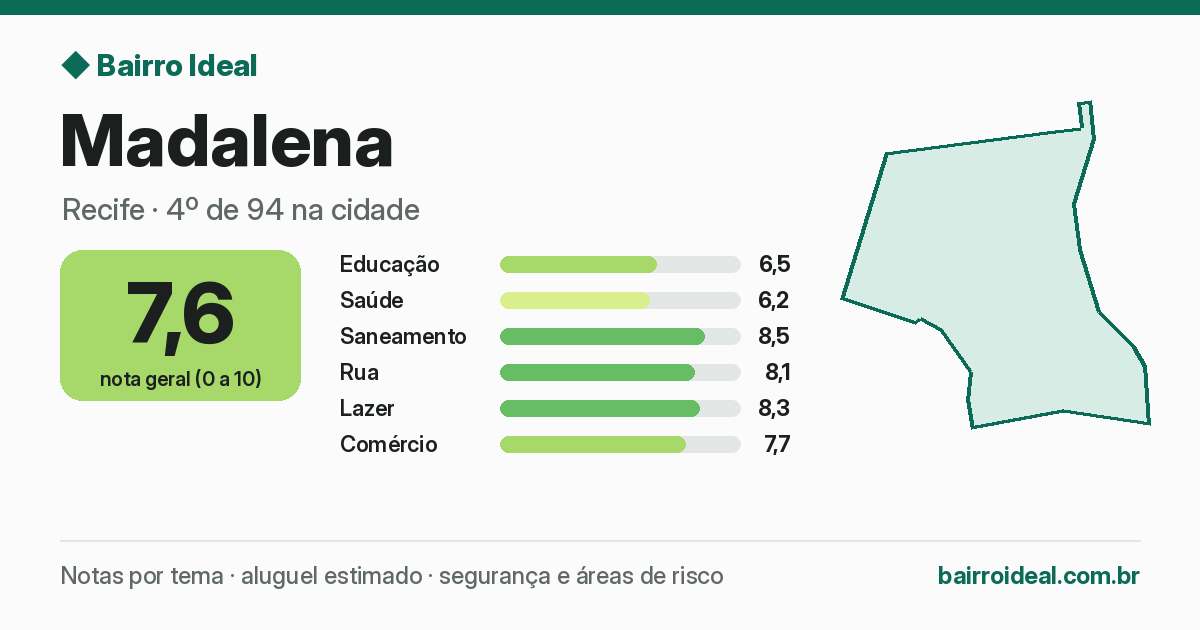 Bairro Ideal
Madalena
Recife · 4º de 94 na cidade
7,6
nota geral (0 a 10)
Educação 6,5
Saúde 6,2
Saneamento 8,5
Rua 8,1
Lazer 8,3
Comércio 7,7
Notas por tema · aluguel estimado · segurança e áreas de risco
bairroideal.com.br